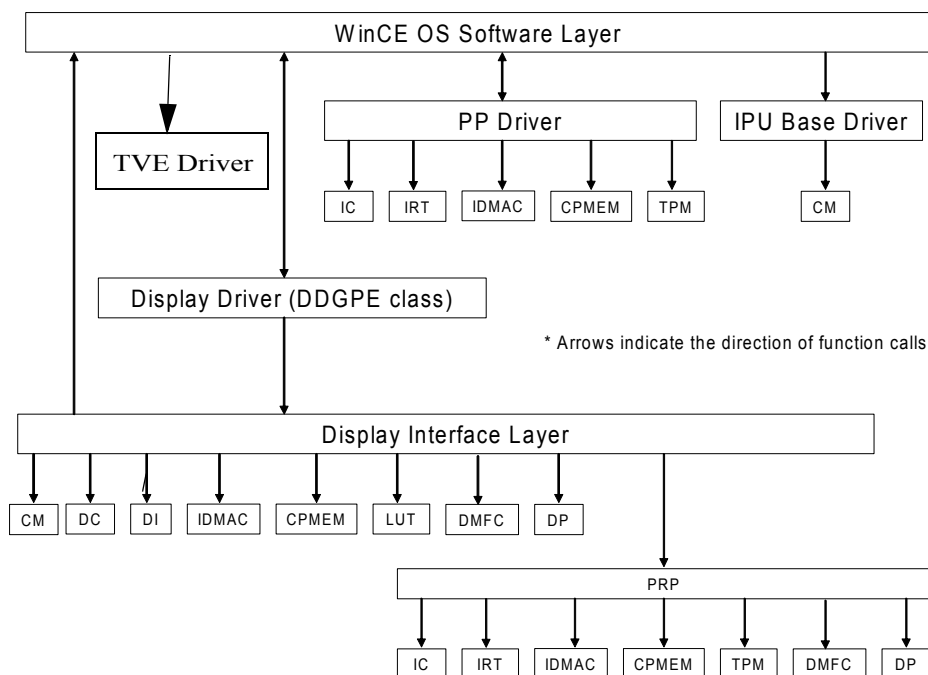 WinCE OS Software Layer
TVE Driver
PP Driver
IPU Base Driver
IC
IRT
IDMAC
CPMEM
TPM
CM
Display Driver (DDGPE class)
* Arrows indicate the direction of function calls
Display Interface Layer
CM
DC
DI
IDMAC
CPMEM
LUT
DMFC
DP
PRP
IC
IRT
IDMAC
CPMEM
TPM
DMFC
DP